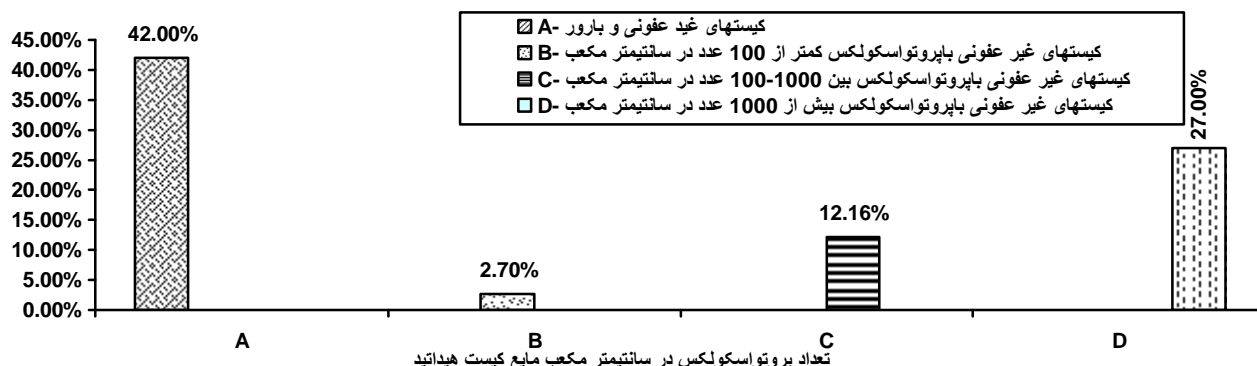 کیستهای غید عفونی و بارور -A
کیستهای غیر عفونی باپروتواسکولکس کمتر از 100 عدد در سانتیمتر مکعب -B
کیستهای غیر عفونی باپروتواسکولکس بین 1000-100 عدد در سانتیمتر مکعب -C
کیستهای غیر عفونی باپروتواسکولکس بیش از 1000 عدد در سانتیمتر مکعب -D
45.00%
40.00%
35.00%
30.00%
25.00%
20.00%
15.00%
10.00%
5.00%
0.00%
42.00%
2.70%
12.16%
27.00%
A
B
C
D
تعداد پروتواسکولکس در سانتیمتر مکعب مایع کیست هیداتید